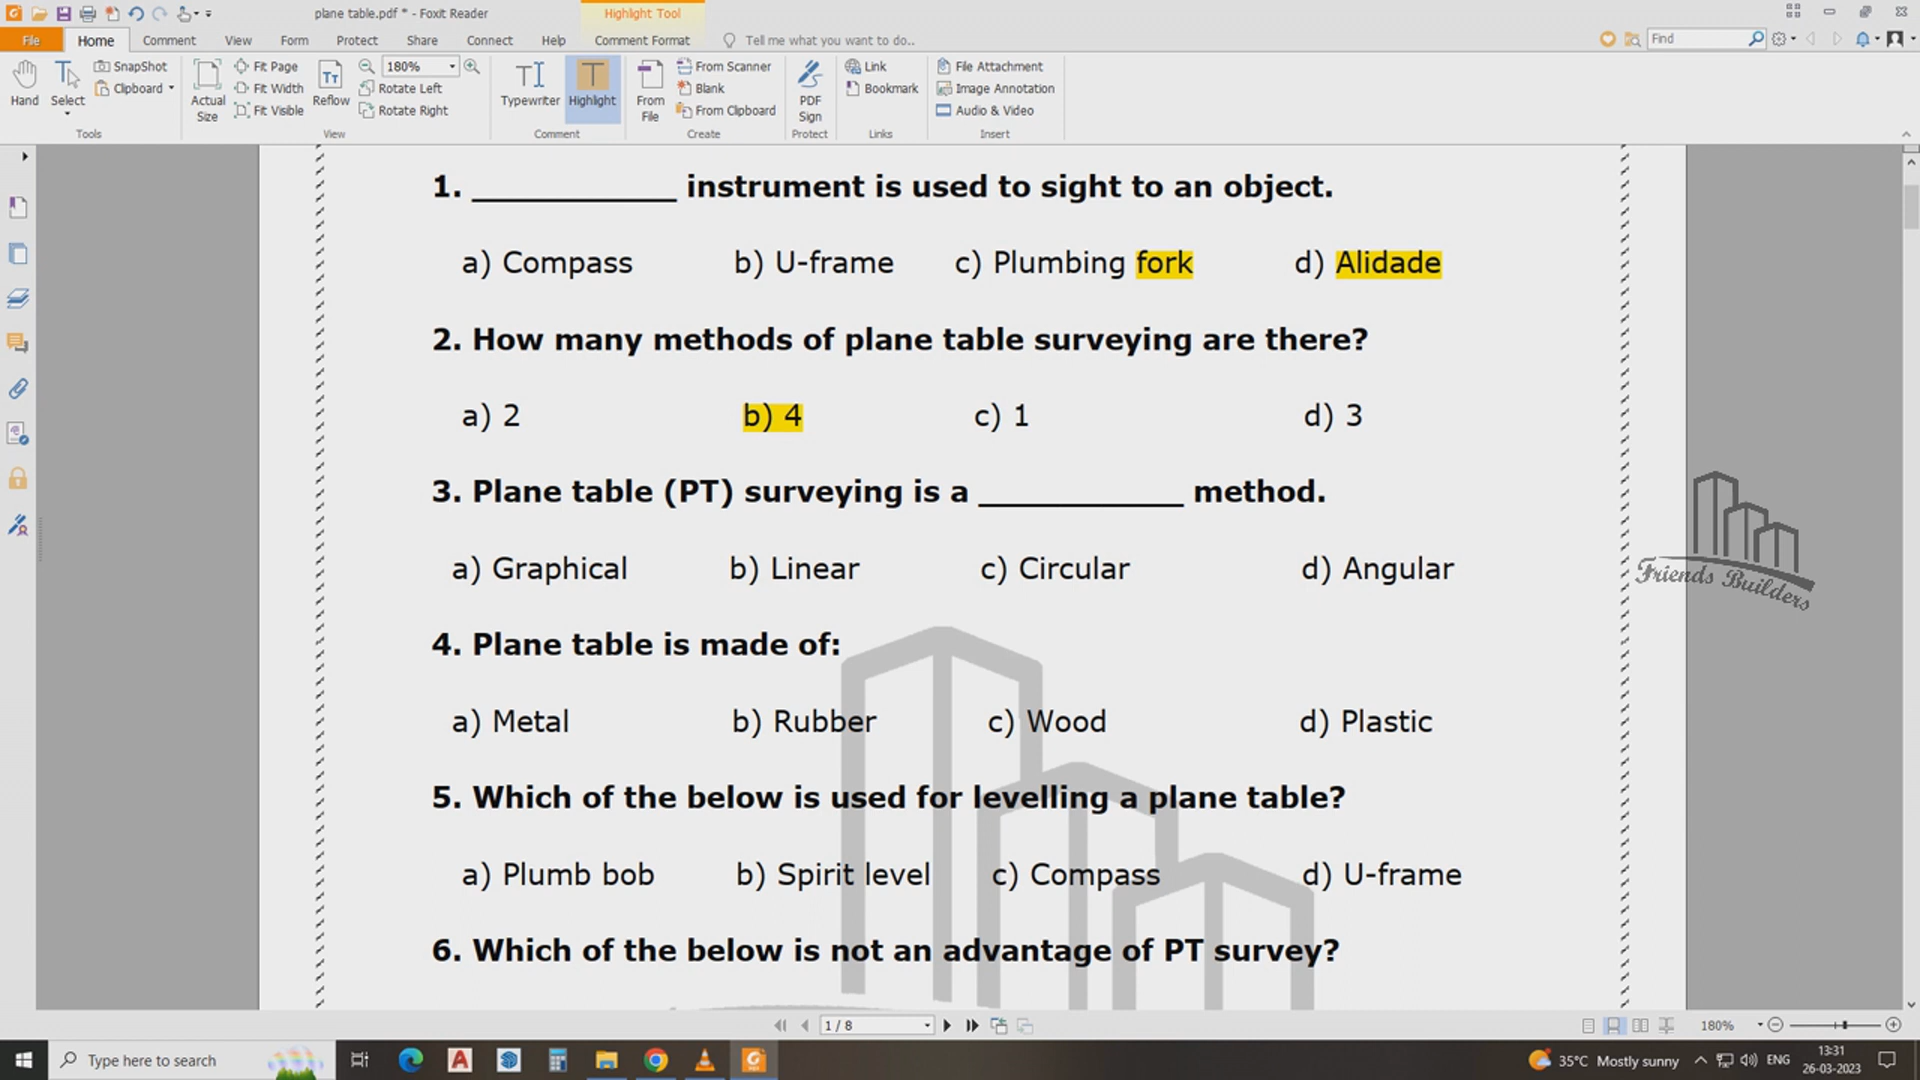 plane table.pdf * - Foxit Reader
Highlight Tool
File Home Comment View Form Protect Share Connect Help Comment Format Tell me what you want to do.. Find
Hand
Select
SnapShot
Clipboard
Tools
Actual Size
Fit Page
Fit Width
Fit Visible
Reflow
180%
Rotate Left
Rotate Right
View
Typewriter
Highlight
Comment
From File
From Scanner
Blank
From Clipboard
Create
PDF Sign
Protect
Link
Bookmark
Links
File Attachment
Image Annotation
Audio & Video
Insert
1. ____________ instrument is used to sight to an object.
a) Compass b) U-frame c) Plumbing fork d) Alidade
2. How many methods of plane table surveying are there?
a) 2 b) 4 c) 1 d) 3
3. Plane table (PT) surveying is a ____________ method.
a) Graphical b) Linear c) Circular d) Angular
4. Plane table is made of:
a) Metal b) Rubber c) Wood d) Plastic
5. Which of the below is used for levelling a plane table?
a) Plumb bob b) Spirit level c) Compass d) U-frame
6. Which of the below is not an advantage of PT survey?
Friends Builders
1 / 8
180%
Type here to search
35°C Mostly sunny
ENG
13:31
26-03-2023